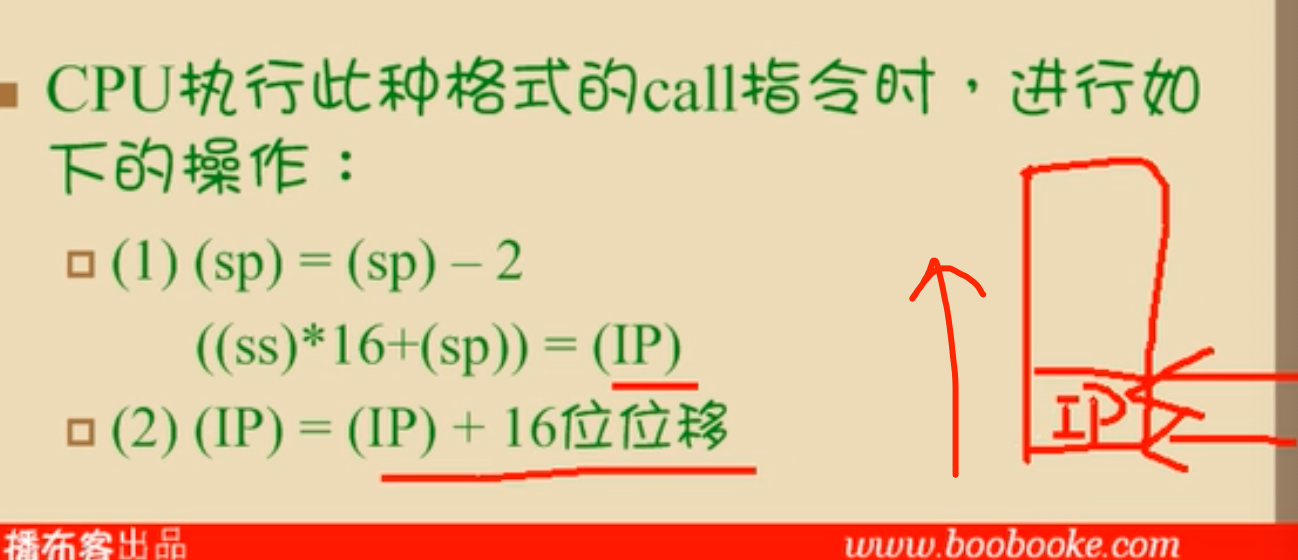 CPU执行此种格式的call指令时，进行如
下的操作：
(1) (sp) = (sp) – 2
((ss)*16+(sp)) = (IP)
(2) (IP) = (IP) + 16位位移
IP
播布客出品
www.boobooke.com